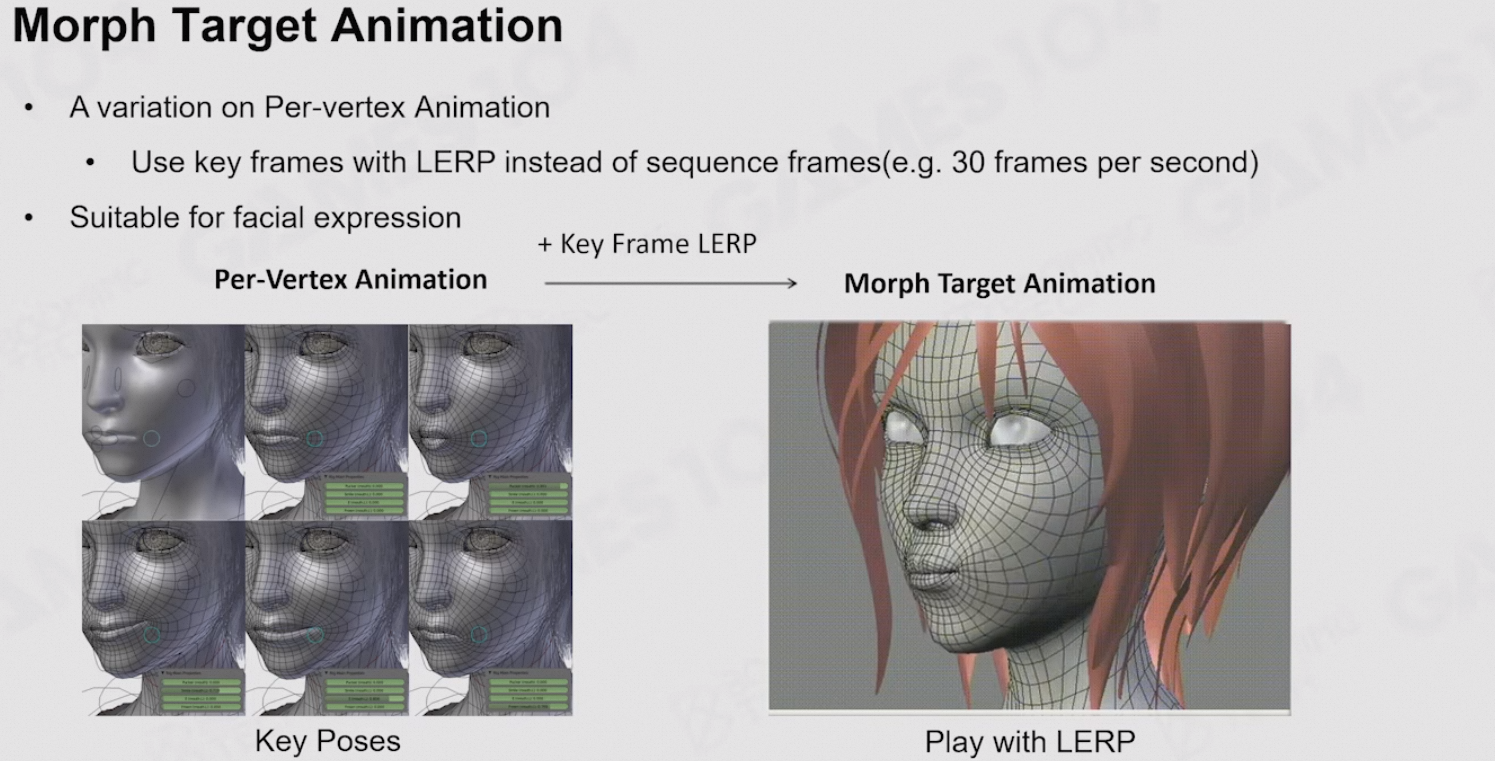 Morph Target Animation
• A variation on Per-vertex Animation
• Use key frames with LERP instead of sequence frames(e.g. 30 frames per second)
• Suitable for facial expression
+ Key Frame LERP
Per-Vertex Animation
Morph Target Animation
Key Poses
Play with LERP